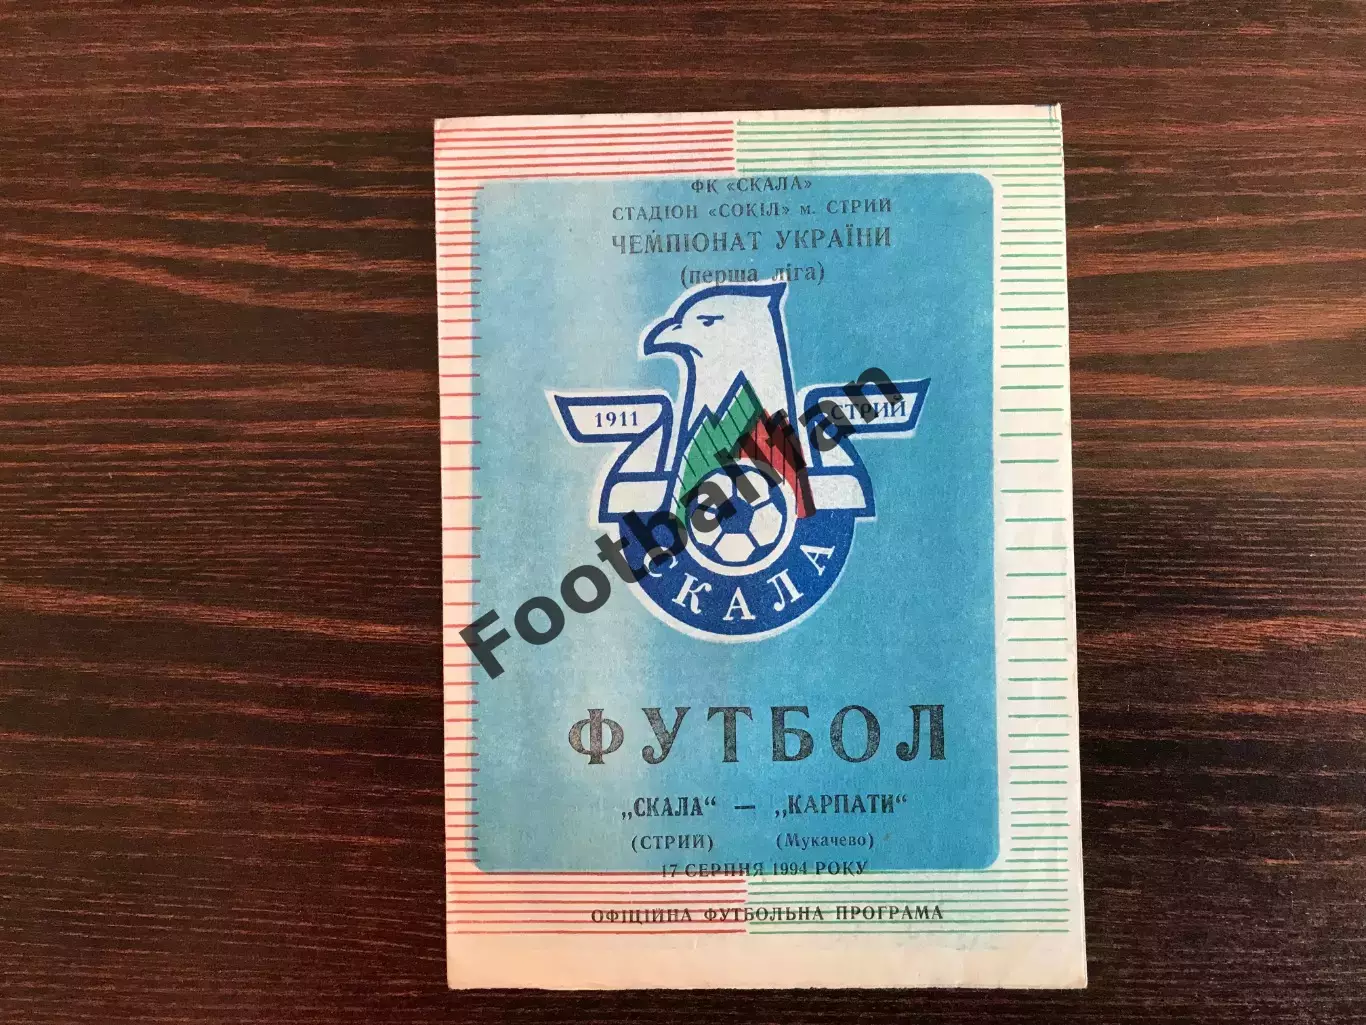 ФК «СКАЛА»
СТАДІОН «СОКІЛ» м. СТРИЙ
ЧЕМПІОНАТ УКРАЇНИ
(перша ліга)
1911
СТРИЙ
СКАЛА
Footballfan
ФУТБОЛ
„СКАЛА“ — „КАРПАТИ“
(СТРИЙ) (Мукачево)
17 СЕРПНЯ 1994 РОКУ
ОФІЦІЙНА ФУТБОЛЬНА ПРОГРАМА